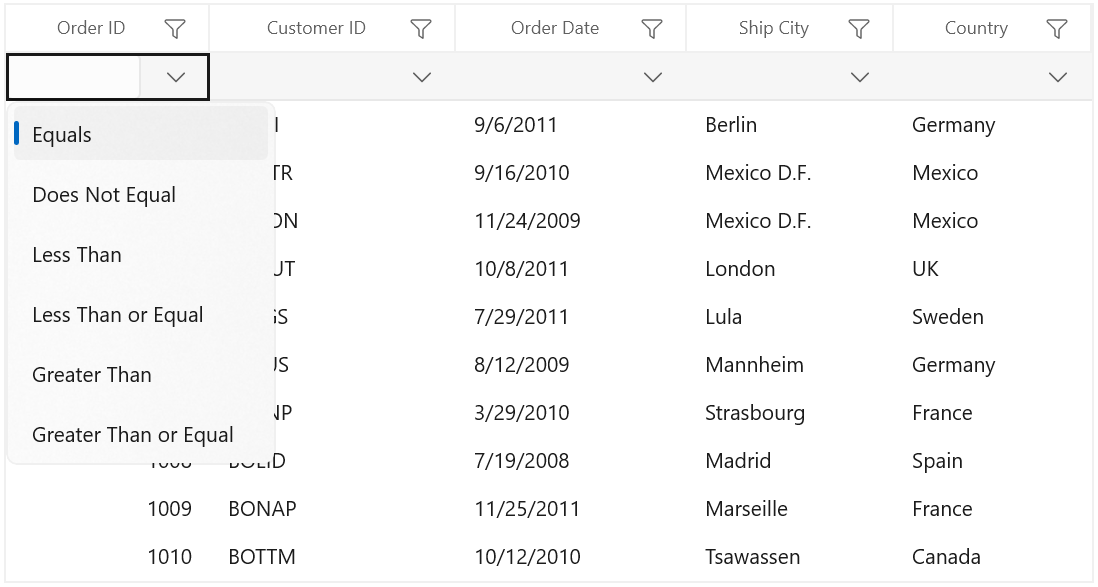 Order ID Customer ID Order Date Ship City Country
Equals
Does Not Equal
Less Than
Less Than or Equal
Greater Than
Greater Than or Equal
I 9/6/2011 Berlin Germany
TR 9/16/2010 Mexico D.F. Mexico
ON 11/24/2009 Mexico D.F. Mexico
UT 10/8/2011 London UK
GS 7/29/2011 Lula Sweden
US 8/12/2009 Mannheim Germany
NP 3/29/2010 Strasbourg France
1008 BOLID 7/19/2008 Madrid Spain
1009 BONAP 11/25/2011 Marseille France
1010 BOTTM 10/12/2010 Tsawassen Canada